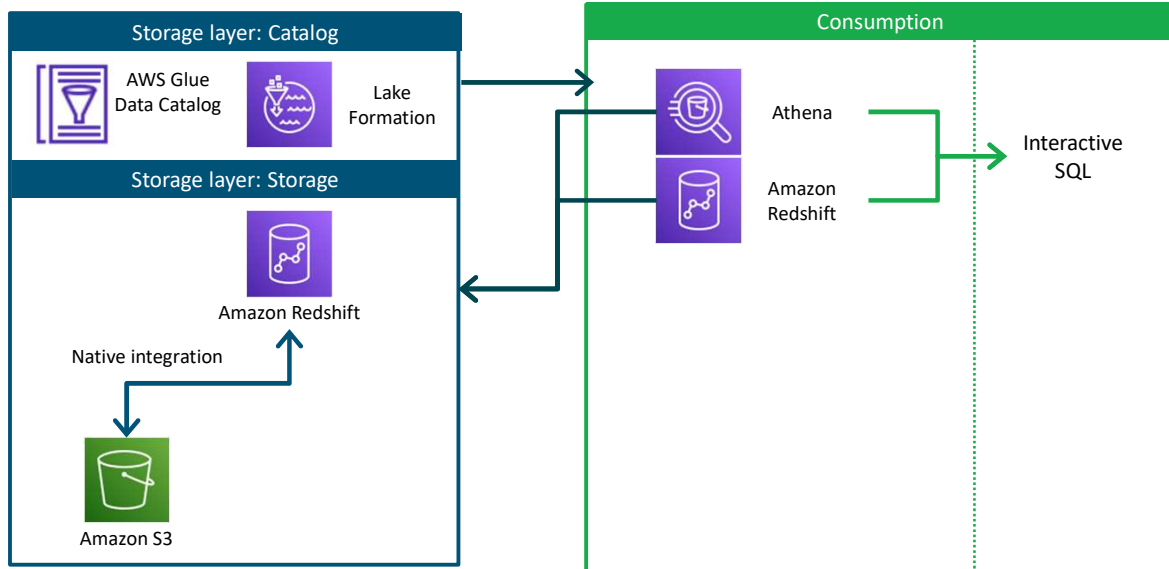 Storage layer: Catalog
AWS Glue
Data Catalog
Lake
Formation
Storage layer: Storage
Amazon Redshift
Native integration
Amazon S3
Consumption
Athena
Amazon
Redshift
Interactive
SQL